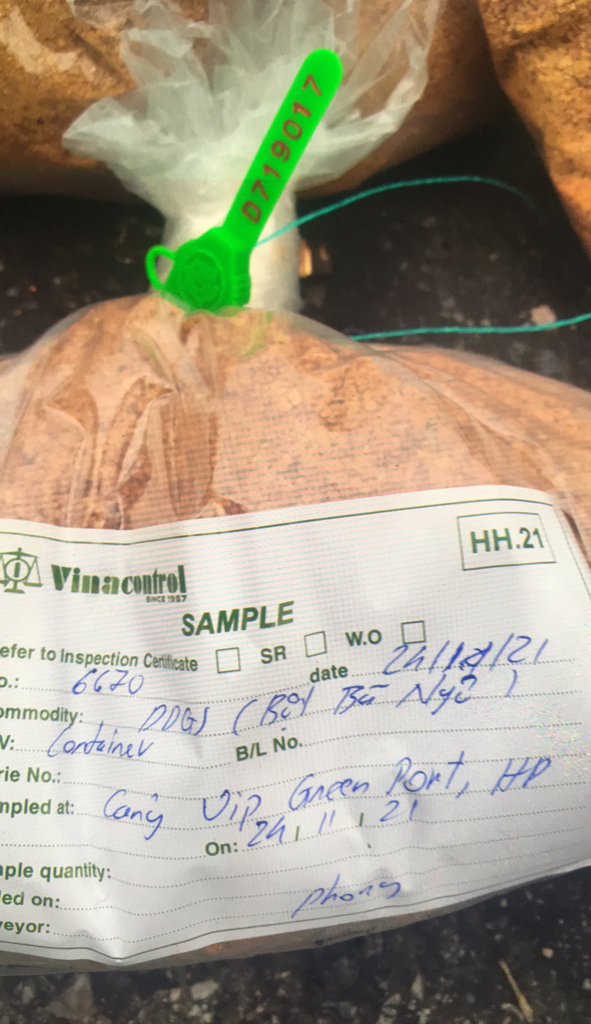 0719017
HH.21
Vinacontrol
SINCE 1957
SAMPLE
efer to Inspection Certificate SR W.O
o.: 6670 date 24/11/21
ommodity: DDGS (Bột Bã Ngô)
V: Container B/L No.
rie No.:
mpled at: Cảng Vip Green Port, HP
On: 24/11/21
mple quantity:
led on:
veyor: phong